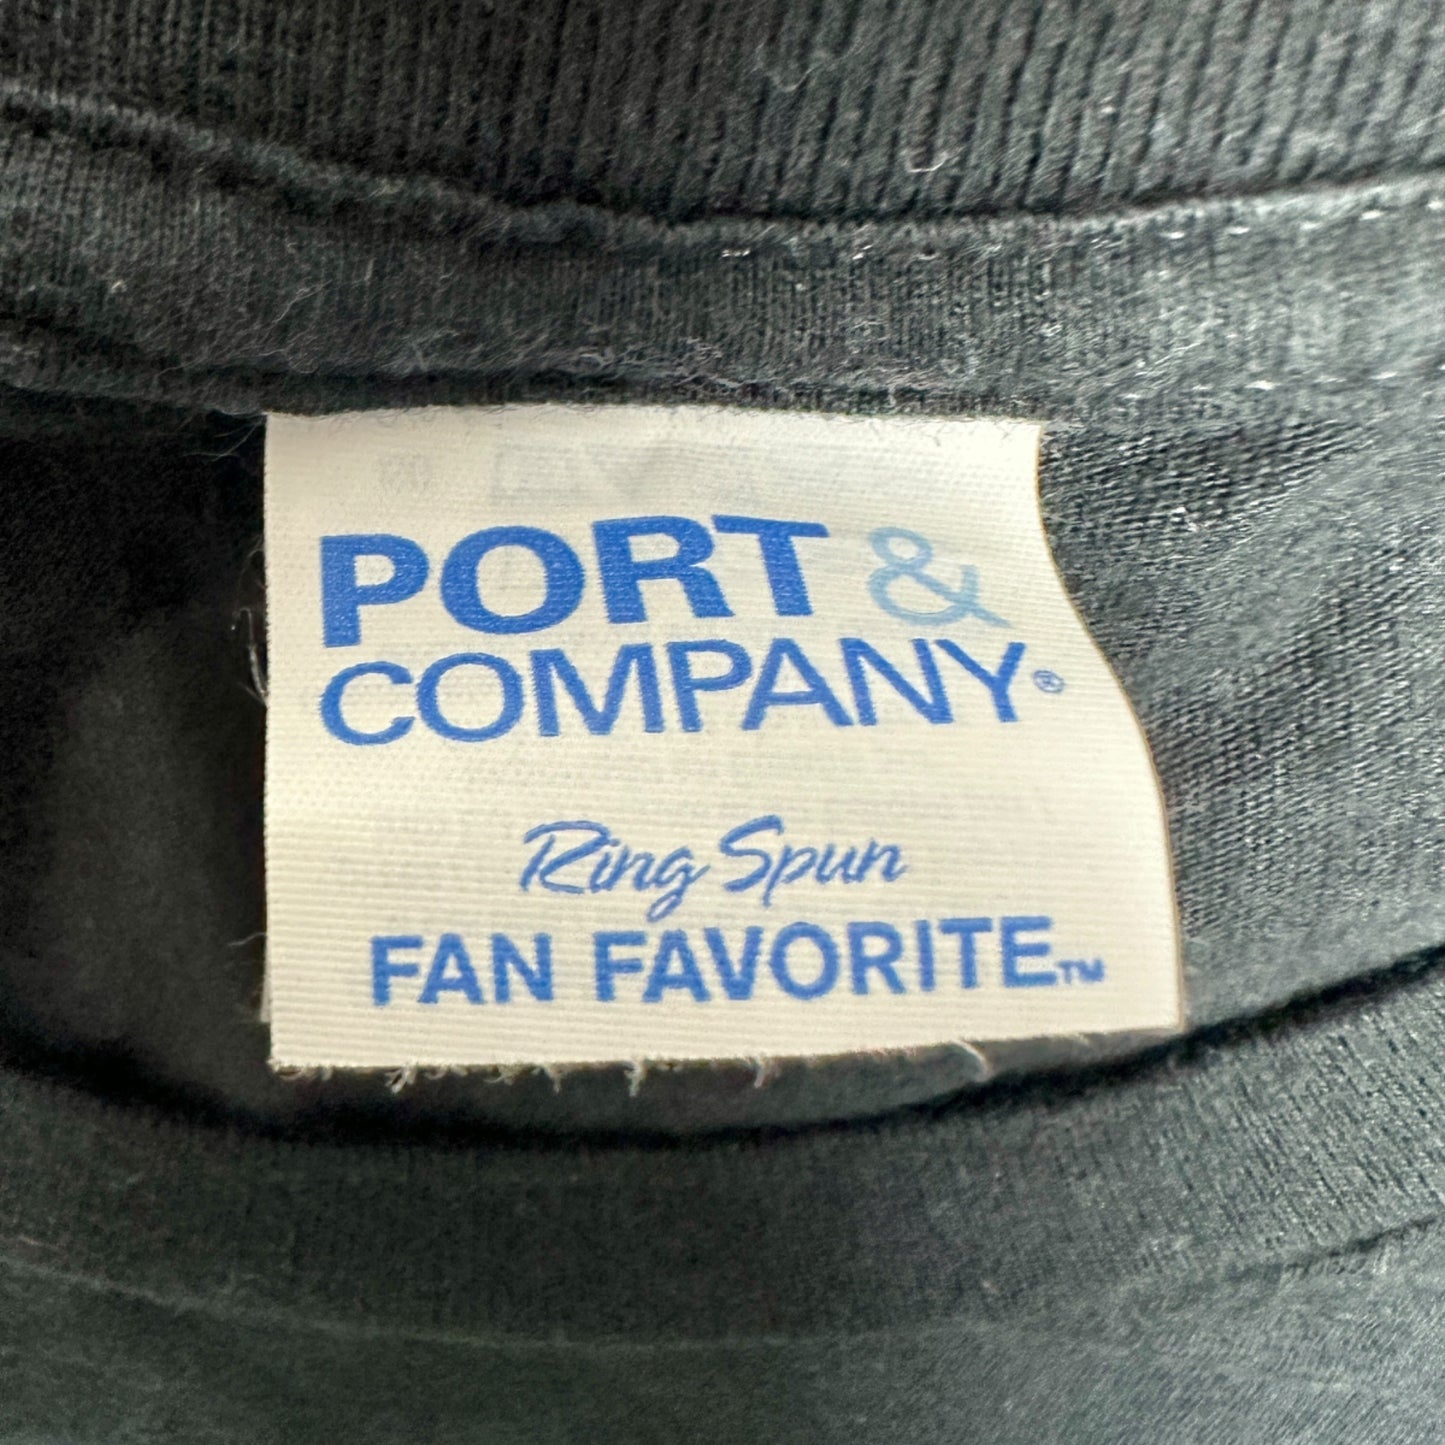 PORT &
COMPANY®
Ring Spun
FAN FAVORITE™